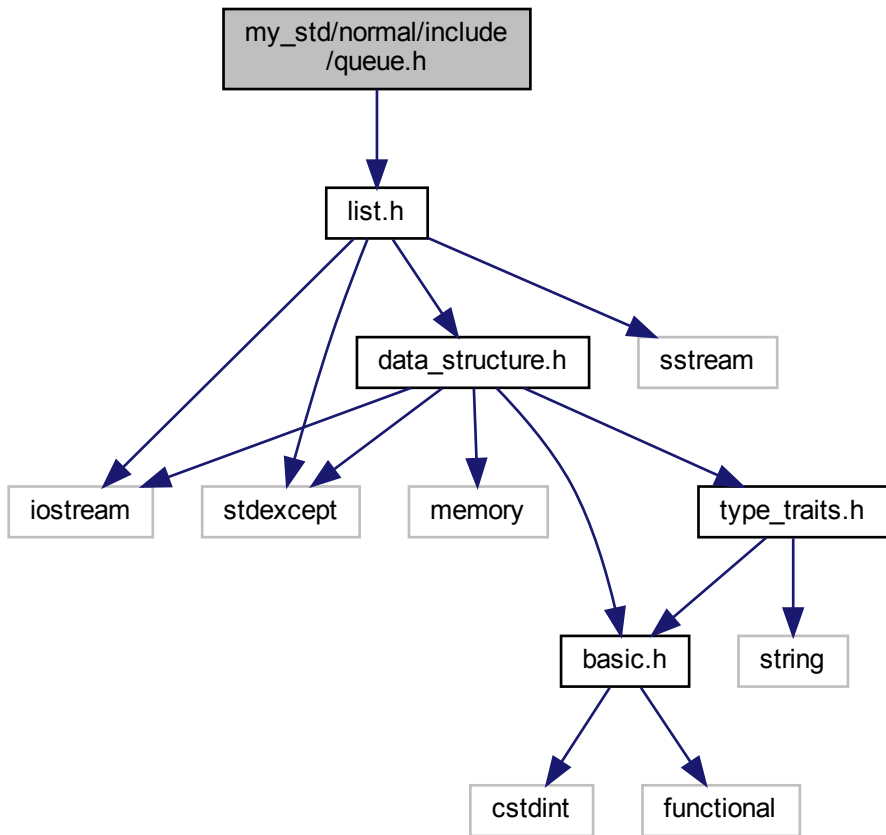 my_std/normal/include
/queue.h
list.h
data_structure.h
sstream
iostream
stdexcept
memory
type_traits.h
basic.h
string
cstdint
functional